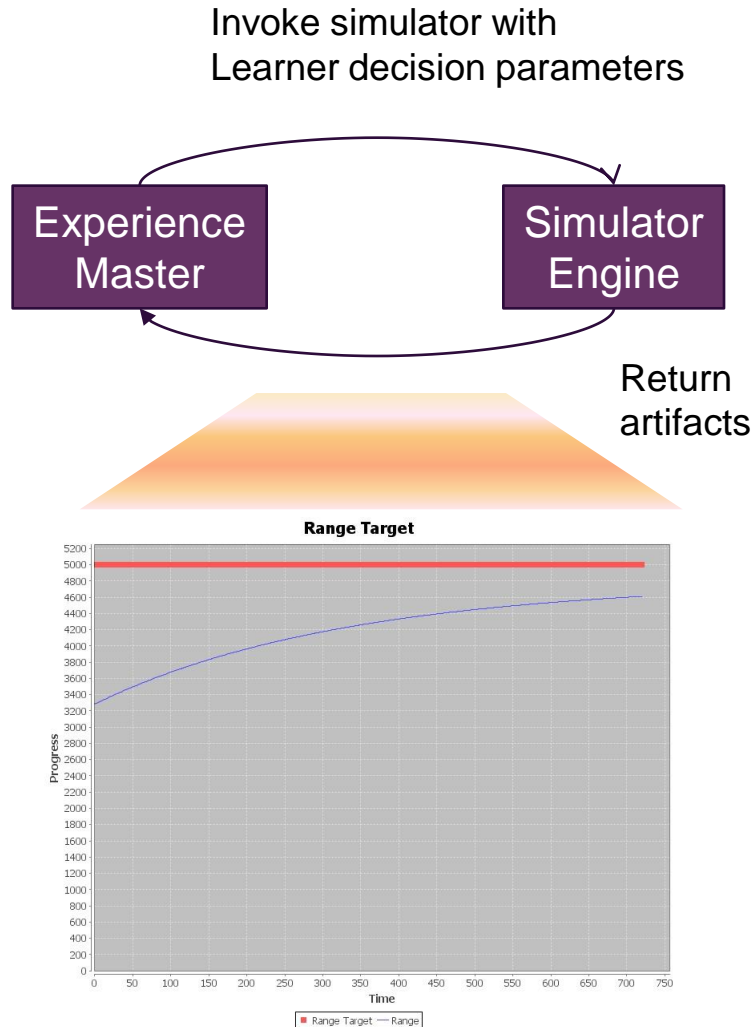 Invoke simulator with
Learner decision parameters
Experience
Master
Simulator
Engine
Return
artifacts
Range Target
5200
5000
4800
4600
4400
4200
4000
3800
3600
3400
3200
3000
2800
2600
2400
2200
2000
1800
1600
1400
1200
1000
800
600
400
200
0
Progress
0 50 100 150 200 250 300 350 400 450 500 550 600 650 700 750
Time
Range Target Range